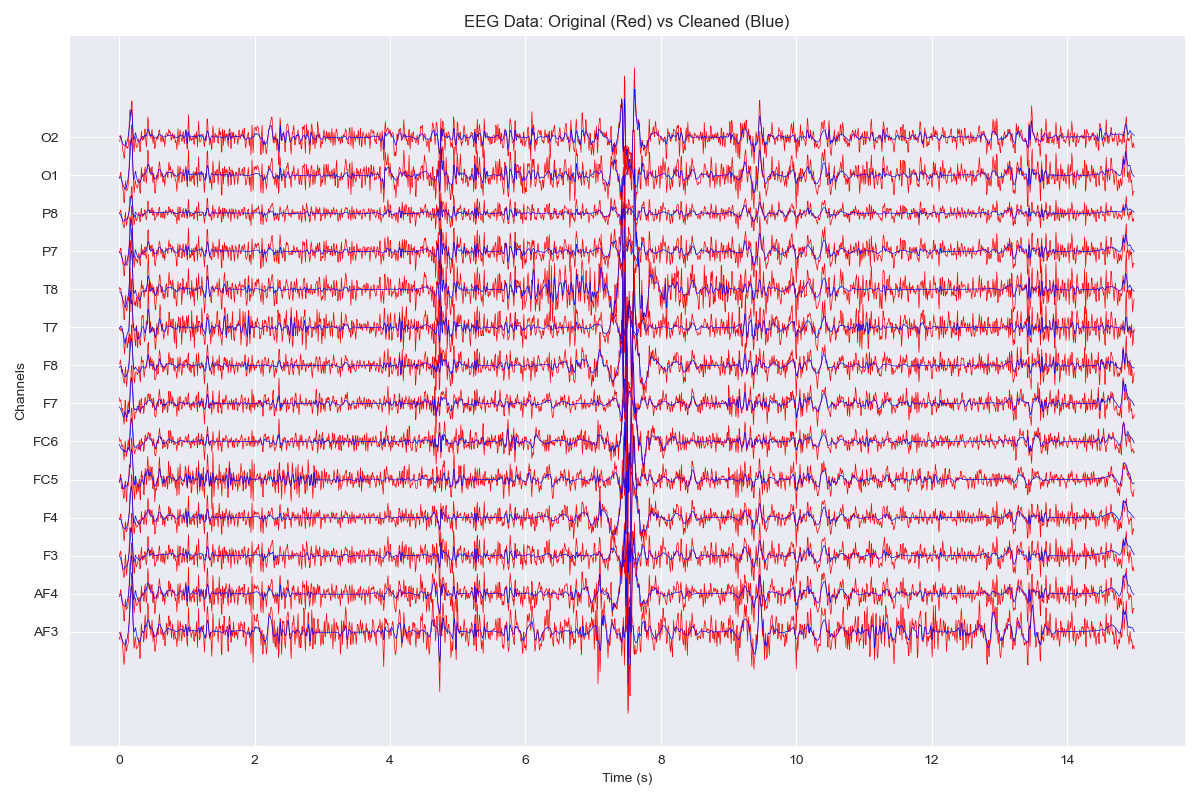 EEG Data: Original (Red) vs Cleaned (Blue)
O2
O1
P8
P7
T8
T7
F8
F7
FC6
FC5
F4
F3
AF4
AF3
Channels
0 2 4 6 8 10 12 14
Time (s)